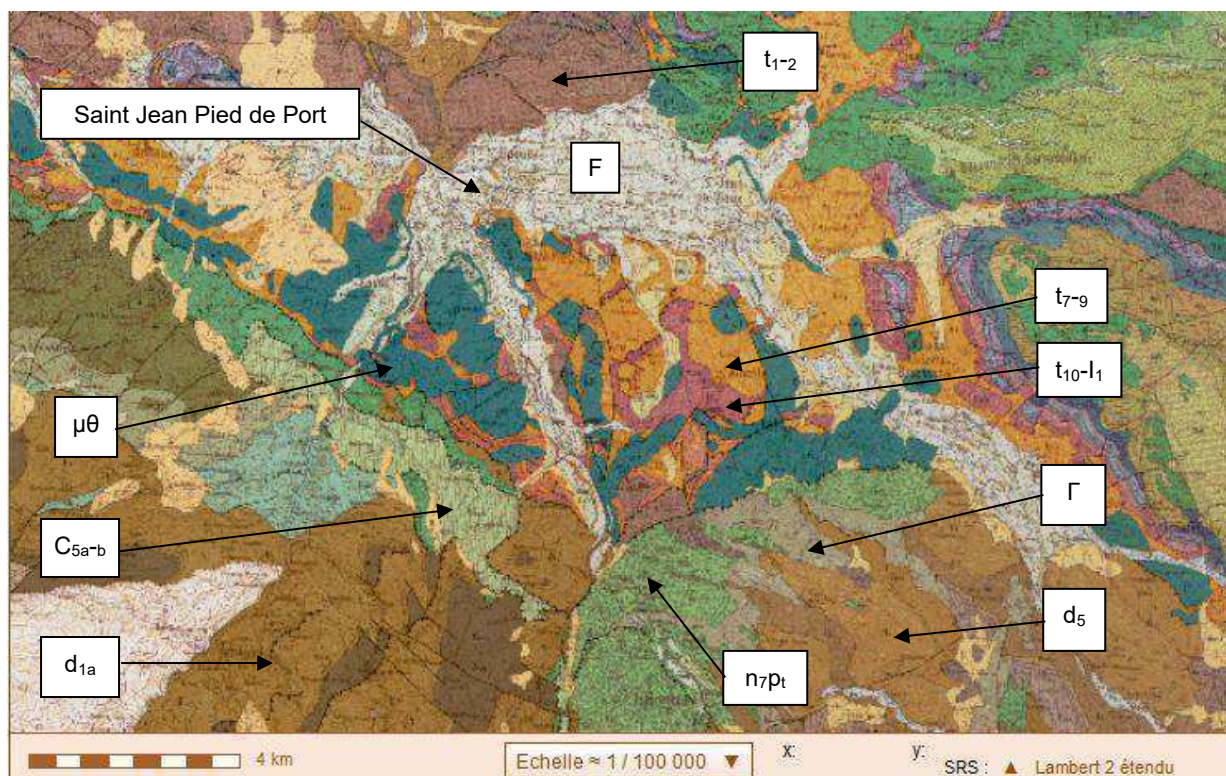 t₁-₂
Saint Jean Pied de Port
F
t₇-₉
t₁₀-I₁
µθ
Γ
C₅ₐ-b
d₅
d₁ₐ
n₇pₜ
4 km
Echelle ≈ 1 / 100 000 ▼
x:
y:
SRS : ▲ Lambert 2 étendu